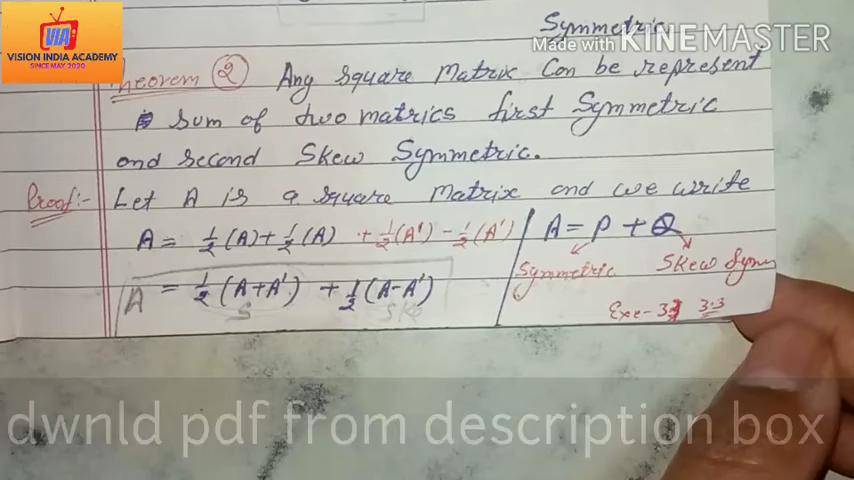 Symmetric
Made with KINEMASTER
VIA
VISION INDIA ACADEMY
SINCE MAY 2020
Theorem 2 Any square Matrix Can be represent
sum of two matrics first Symmetric
and second Skew Symmetric.
Proof:- Let A is a square matrix and we write
A = 1/2(A) + 1/2(A) + 1/2(A') - 1/2(A') A = P + Q
Symmetric Skew Symm
A = 1/2(A+A') + 1/2(A-A')
S Ske
Exe- 3.3
dwnld pdf from description box